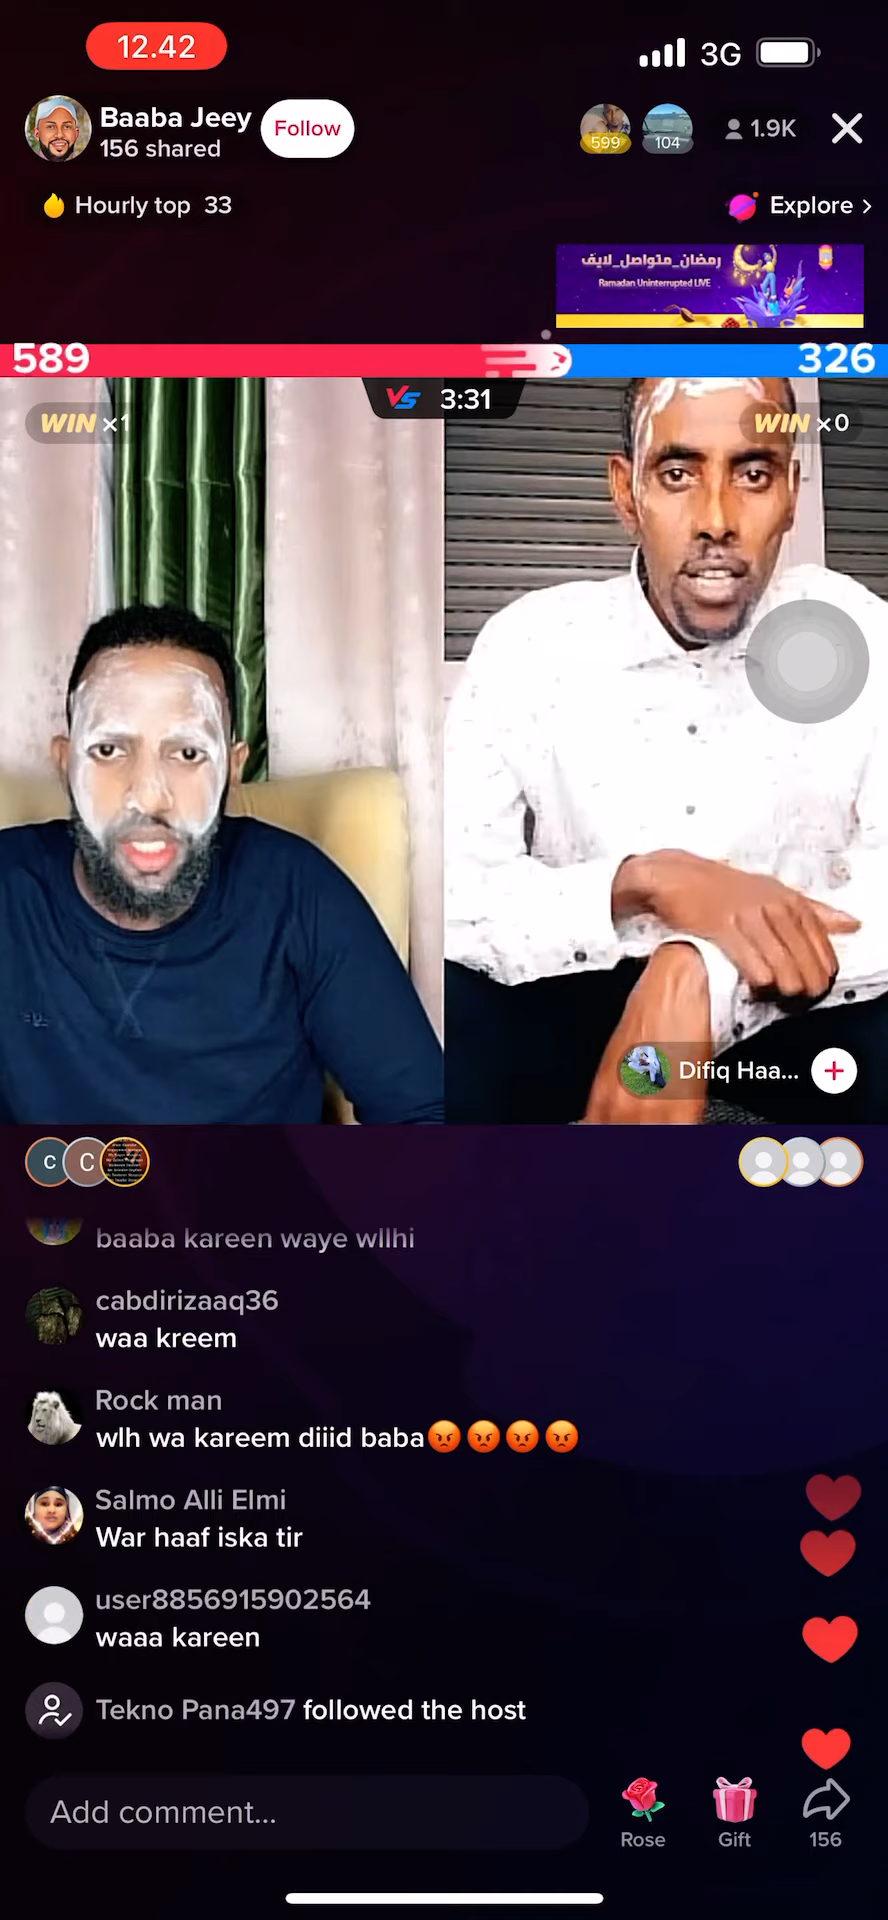 12.42
3G
Baaba Jeey
156 shared
Follow
599
104
1.9K
Hourly top 33
Explore >
رمضان_متواصل_لايف
Ramadan Uninterrupted LIVE
589
326
WIN x1
VS 3:31
WIN x0
Difiq Haa...
c
C
baaba kareen waye wllhi
cabdirizaaq36
waa kreem
Rock man
wlh wa kareem diiid baba😡😡😡😡
Salmo Alli Elmi
War haaf iska tir
user8856915902564
waaa kareen
Tekno Pana497 followed the host
Add comment...
Rose
Gift
156